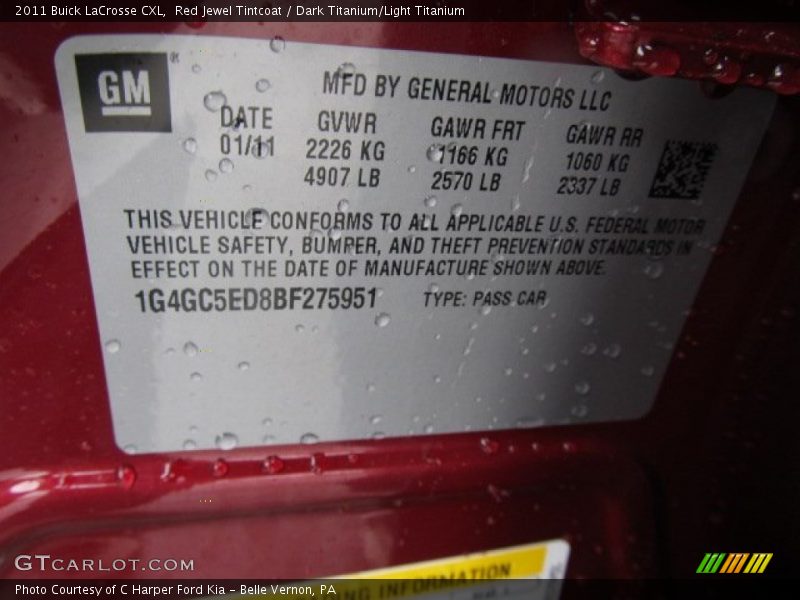 2011 Buick LaCrosse CXL, Red Jewel Tintcoat / Dark Titanium/Light Titanium
GM
MFD BY GENERAL MOTORS LLC
DATE GVWR GAWR FRT GAWR RR
01/11 2226 KG 1166 KG 1060 KG
4907 LB 2570 LB 2337 LB
THIS VEHICLE CONFORMS TO ALL APPLICABLE U.S. FEDERAL MOTOR
VEHICLE SAFETY, BUMPER, AND THEFT PREVENTION STANDARDS IN
EFFECT ON THE DATE OF MANUFACTURE SHOWN ABOVE.
1G4GC5ED8BF275951 TYPE: PASS CAR
INFORMATION
GTCARLOT.COM
Photo Courtesy of C Harper Ford Kia - Belle Vernon, PA